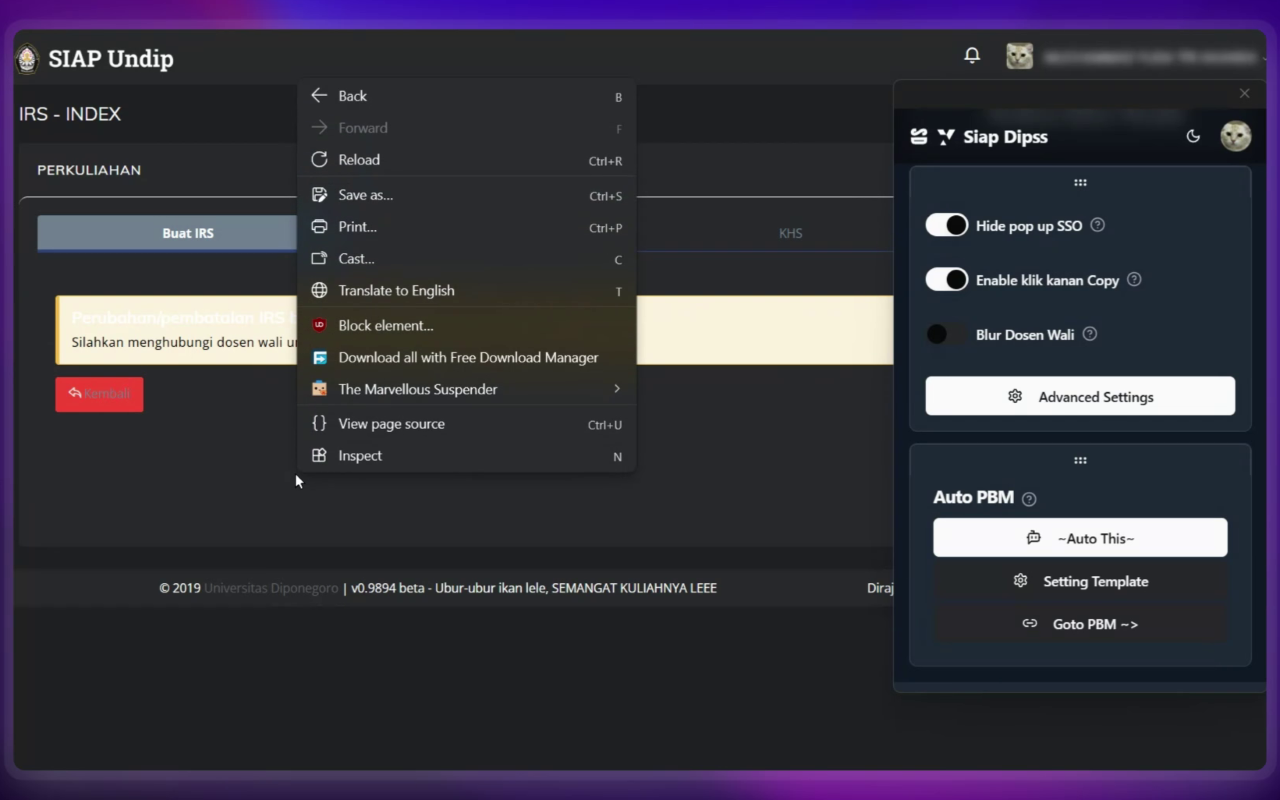 SIAP Undip
IRS - INDEX
PERKULIAHAN
Buat IRS
KHS
Perubahan/pembatalan IRS
Silahkan menghubungi dosen wali
Kembali
© 2019 Universitas Diponegoro | v0.9894 beta - Ubur-ubur ikan lele, SEMANGAT KULIAHNYA LEEE
Diraj
Back B
Forward F
Reload Ctrl+R
Save as... Ctrl+S
Print... Ctrl+P
Cast... C
Translate to English T
Block element...
Download all with Free Download Manager
The Marvellous Suspender
View page source Ctrl+U
Inspect N
Siap Dipss
Hide pop up SSO
Enable klik kanan Copy
Blur Dosen Wali
Advanced Settings
Auto PBM
~Auto This~
Setting Template
Goto PBM ~>